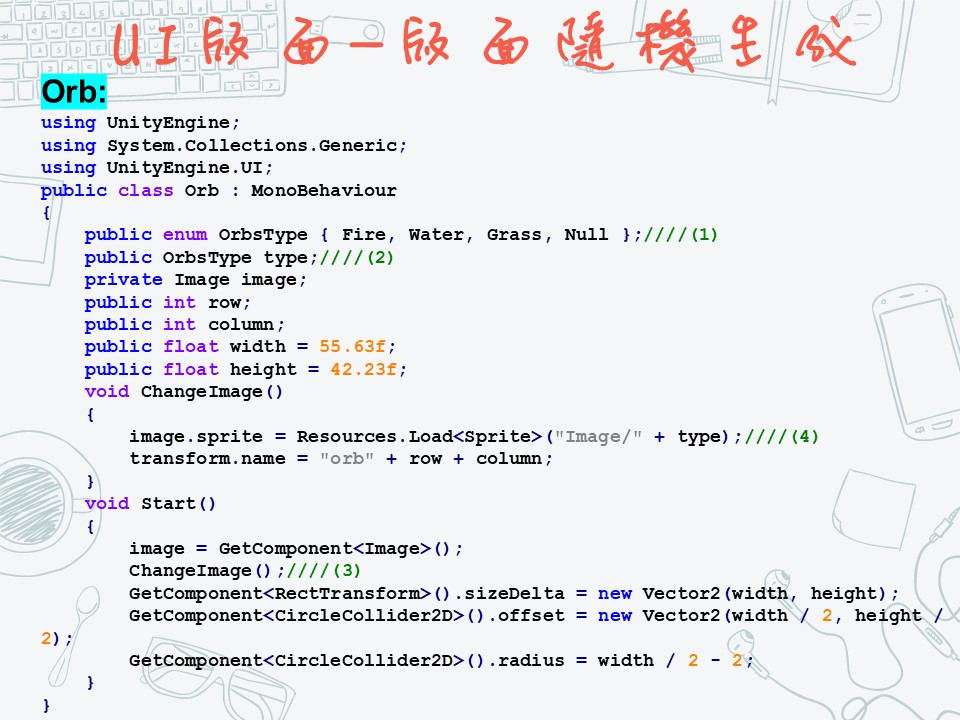 UI版面—版面隨機生成
Orb:
using UnityEngine;
using System.Collections.Generic;
using UnityEngine.UI;
public class Orb : MonoBehaviour
{
    public enum OrbsType { Fire, Water, Grass, Null };////(1)
    public OrbsType type;////(2)
    private Image image;
    public int row;
    public int column;
    public float width = 55.63f;
    public float height = 42.23f;
    void ChangeImage()
    {
        image.sprite = Resources.Load<Sprite>("Image/" + type);////(4)
        transform.name = "orb" + row + column;
    }
    void Start()
    {
        image = GetComponent<Image>();
        ChangeImage();////(3)
        GetComponent<RectTransform>().sizeDelta = new Vector2(width, height);
        GetComponent<CircleCollider2D>().offset = new Vector2(width / 2, height /
2);
        GetComponent<CircleCollider2D>().radius = width / 2 - 2;
    }
}